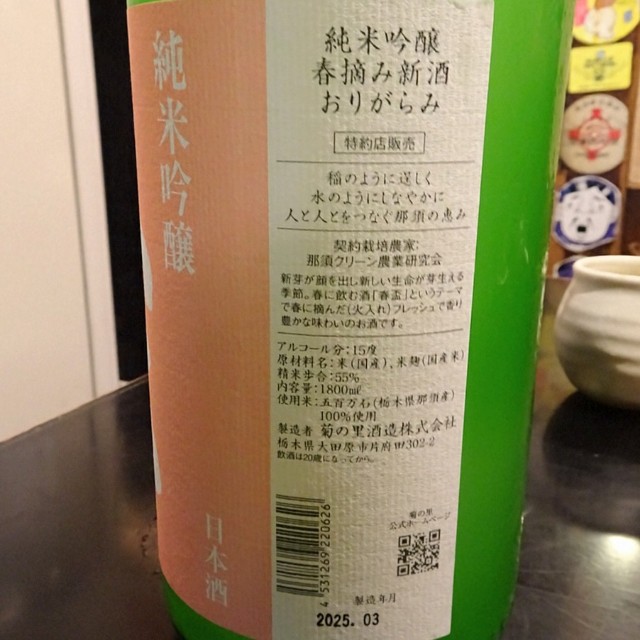 純米吟醸
日本酒
純米吟醸
春摘み新酒
おりがらみ
特約店販売
稲のように逞しく
水のようにしなやかに
人と人とをつなぐ那須の恵み
契約栽培農家:
那須クリーン農業研究会
新芽が顔を出し新しい生命が芽生える
季節。春に飲む酒「春盃」というテーマ
で春に摘んだ(火入れ)フレッシュで香り
豊かな味わいのお酒です。
アルコール分:15度
原材料名:米(国産)、米麹(国産米)
精米歩合:55%
内容量:1800㎖
使用米:五百万石(栃木県那須産)
100%使用
製造者 菊の里酒造株式会社
栃木県大田原市片府田302-2
飲酒は20歳になってから。
4 531269 220626
菊の里
公式ホームページ
製造年月
2025.03